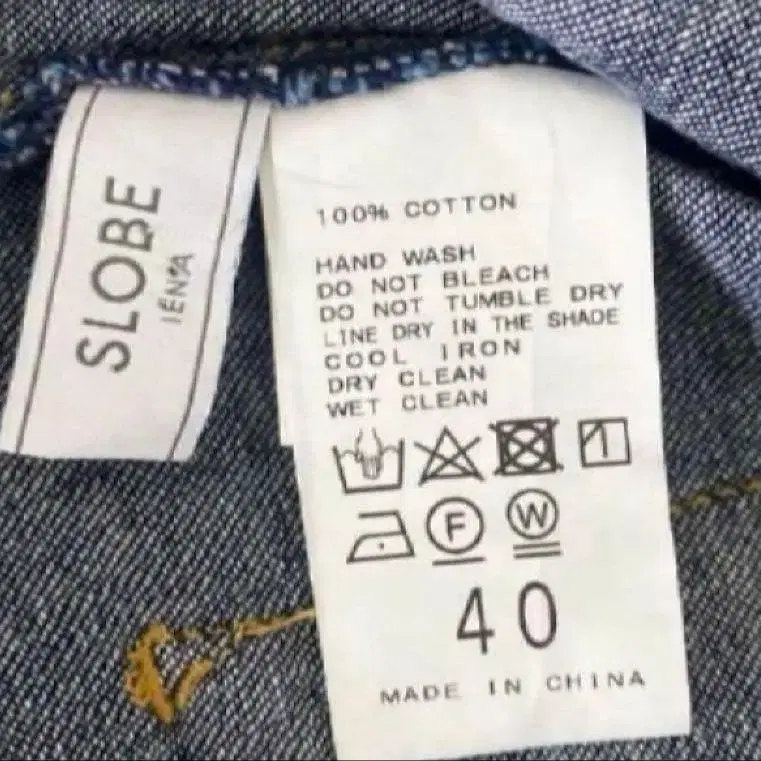 SLOBE
IENA
100% COTTON
HAND WASH
DO NOT BLEACH
DO NOT TUMBLE DRY
LINE DRY IN THE SHADE
COOL IRON
DRY CLEAN
WET CLEAN
F W
40
MADE IN CHINA